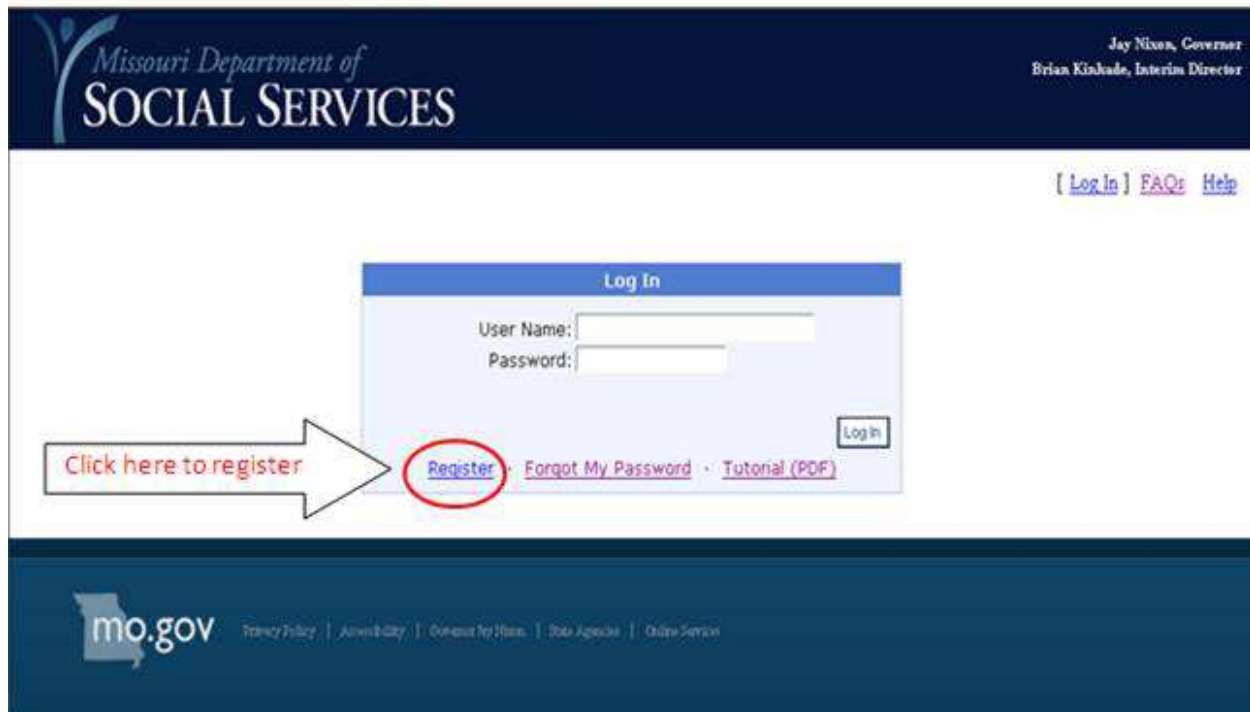 Missouri Department of
SOCIAL SERVICES
Jay Nixon, Governor
Brian Kinkade, Interim Director
[ Log In ] FAQs Help
Log In
User Name:
Password:
Log In
Click here to register
Register · Forgot My Password · Tutorial (PDF)
mo.gov Privacy Policy | Accessibility | Governor Jay Nixon | State Agencies | Online Services